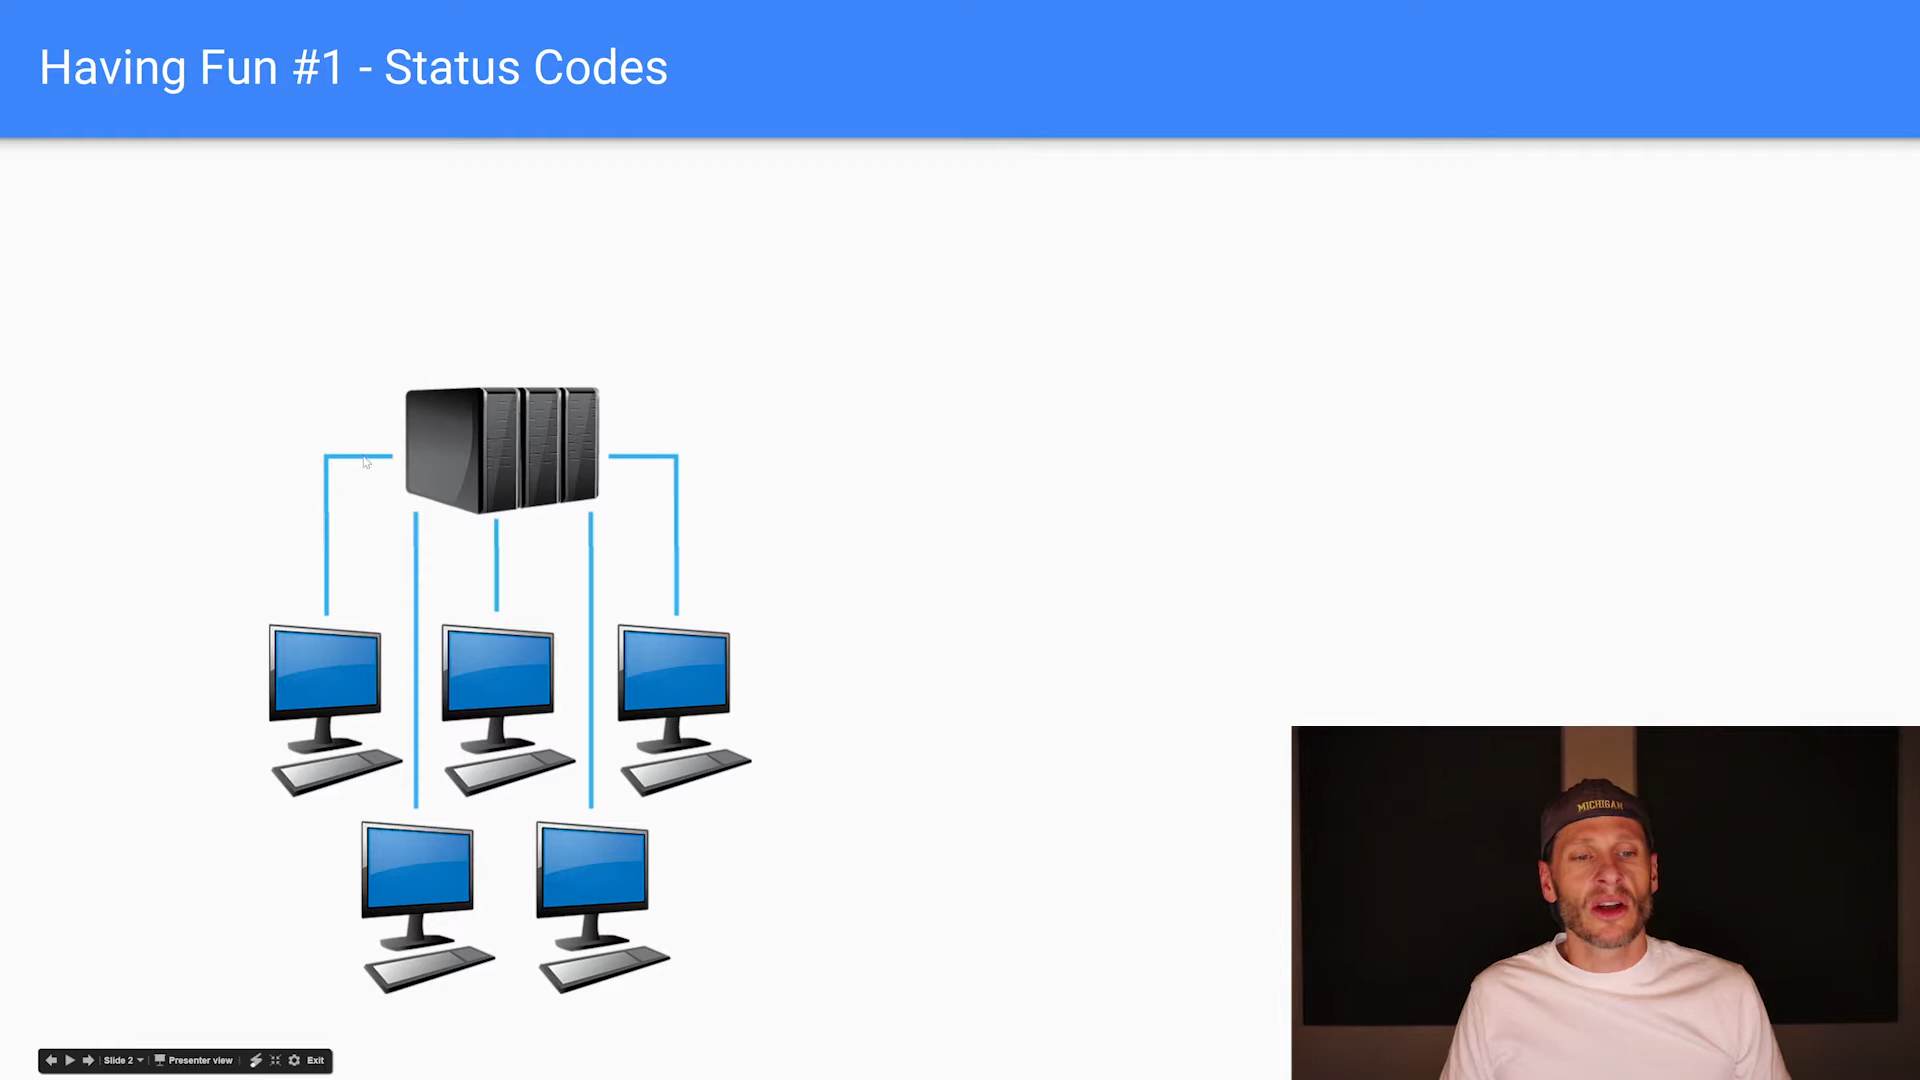 Having Fun #1 - Status Codes
MICHIGAN
Slide 2
Presenter view
Exit